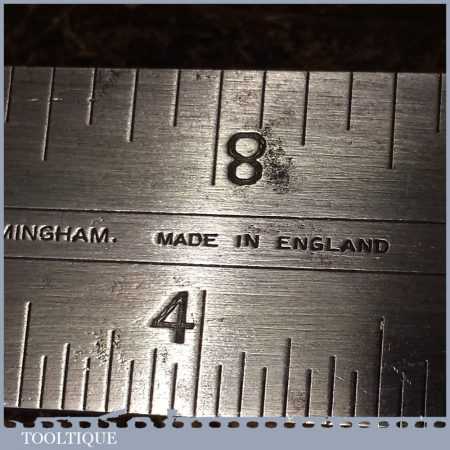 8
MINGHAM. MADE IN ENGLAND
4
TOOLTIQUE